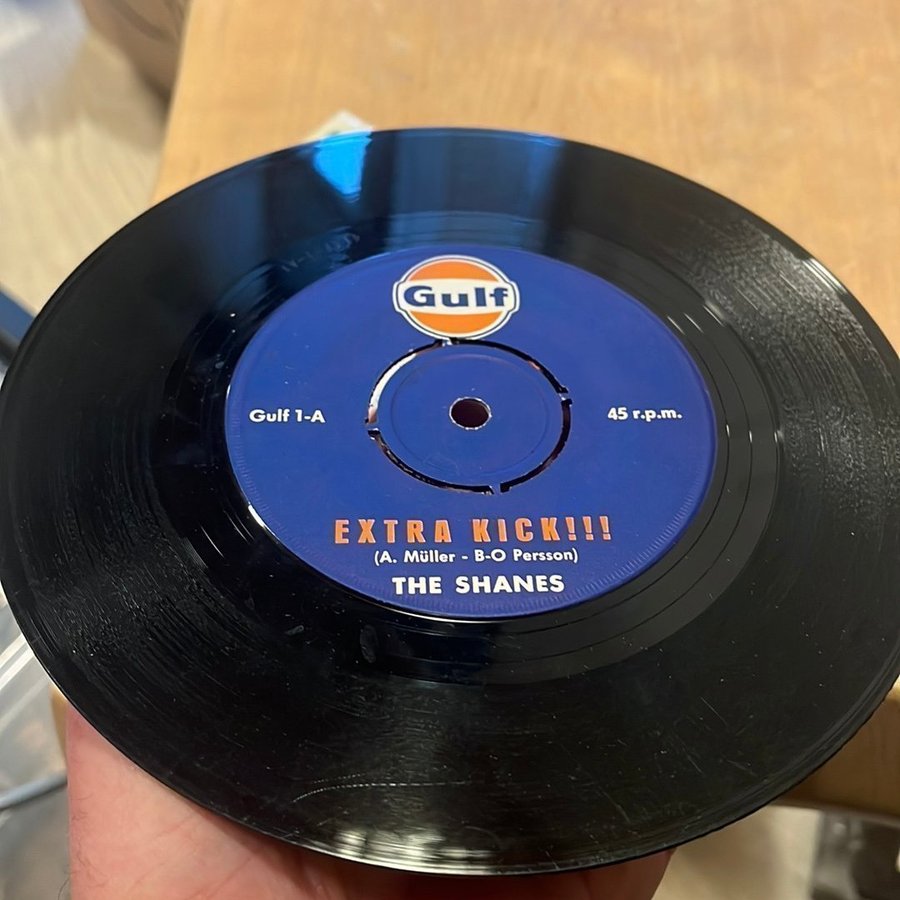 Gulf
Gulf 1-A
45 r.p.m.
EXTRA KICK!!!
(A. Müller - B-O Persson)
THE SHANES